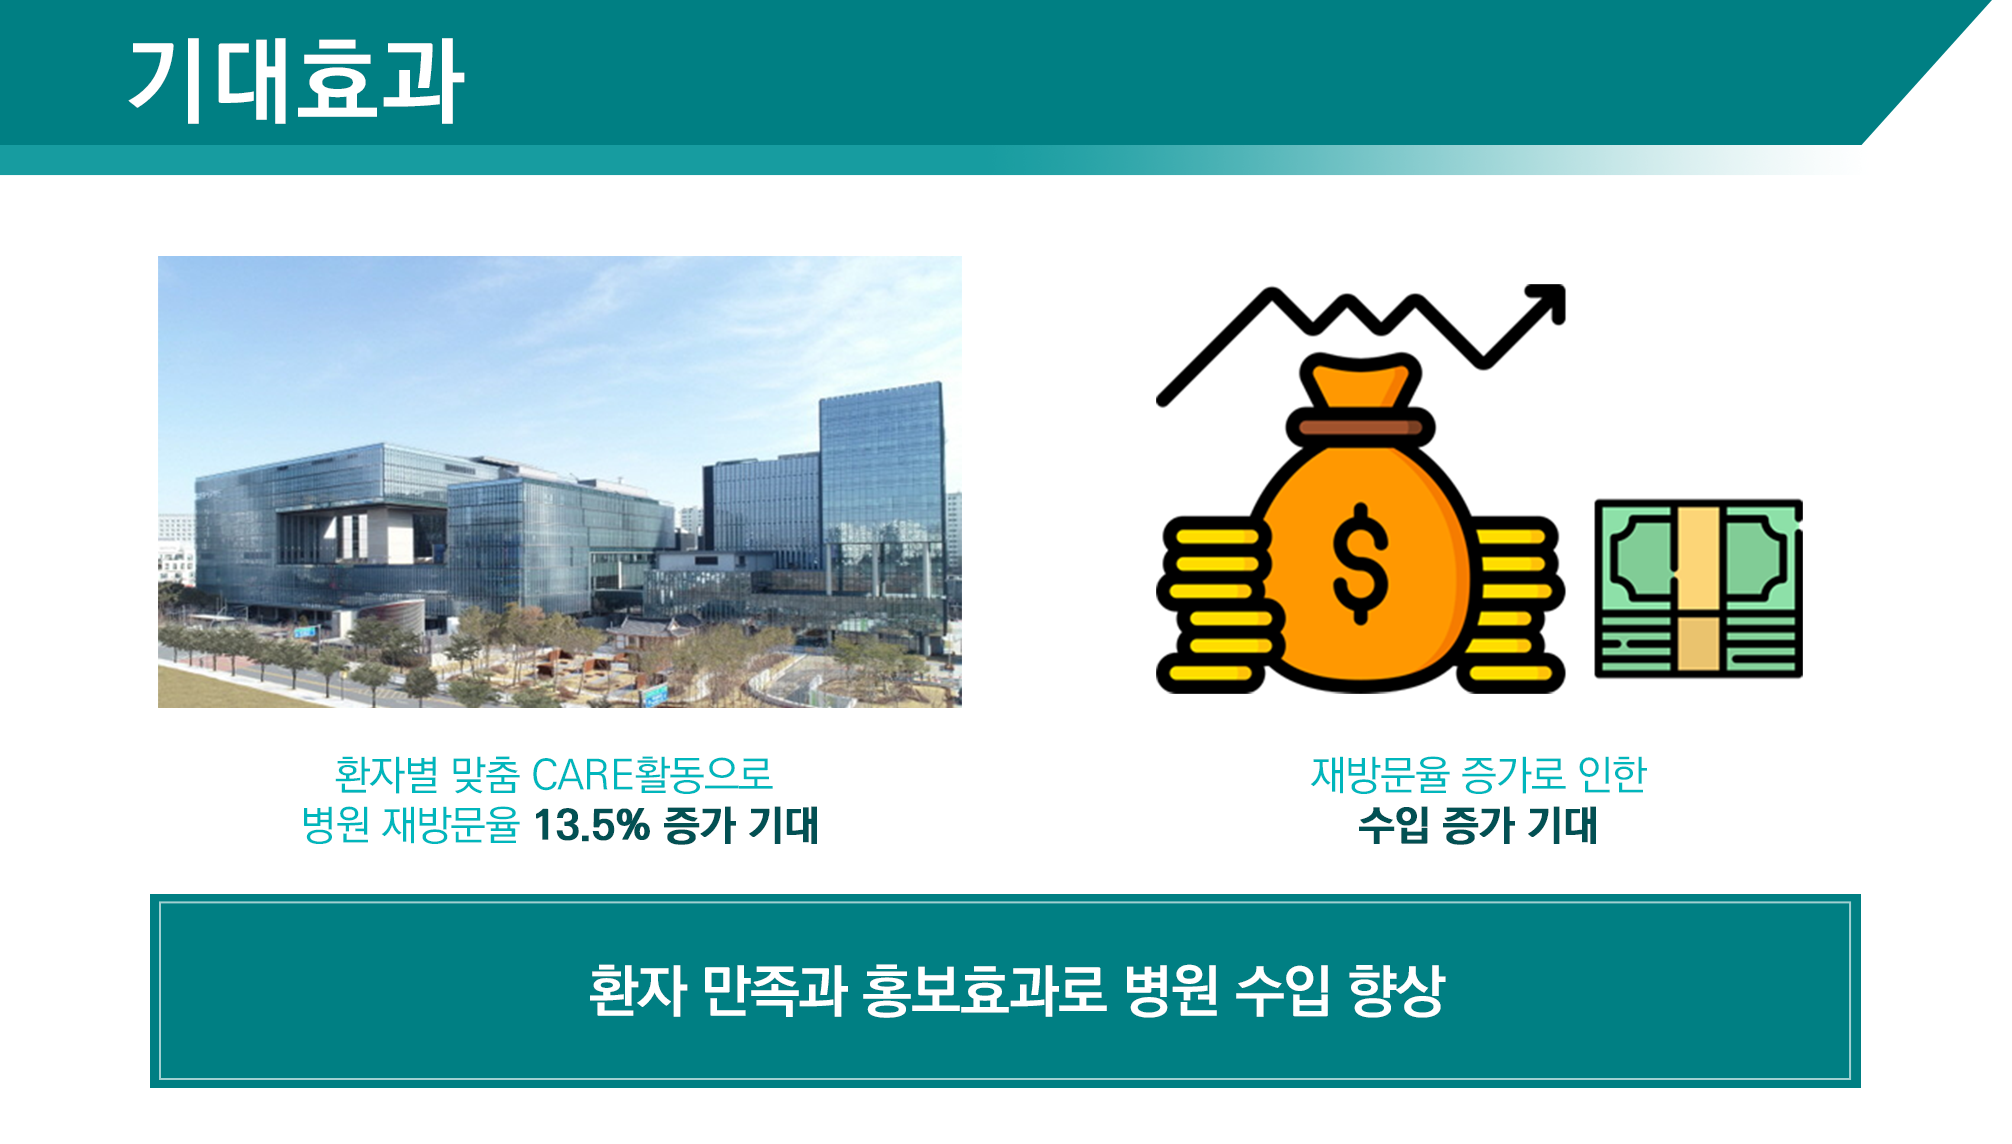 기대효과
$
환자별 맞춤 CARE활동으로
병원 재방문율 13.5% 증가 기대
재방문율 증가로 인한
수입 증가 기대
환자 만족과 홍보효과로 병원 수입 향상